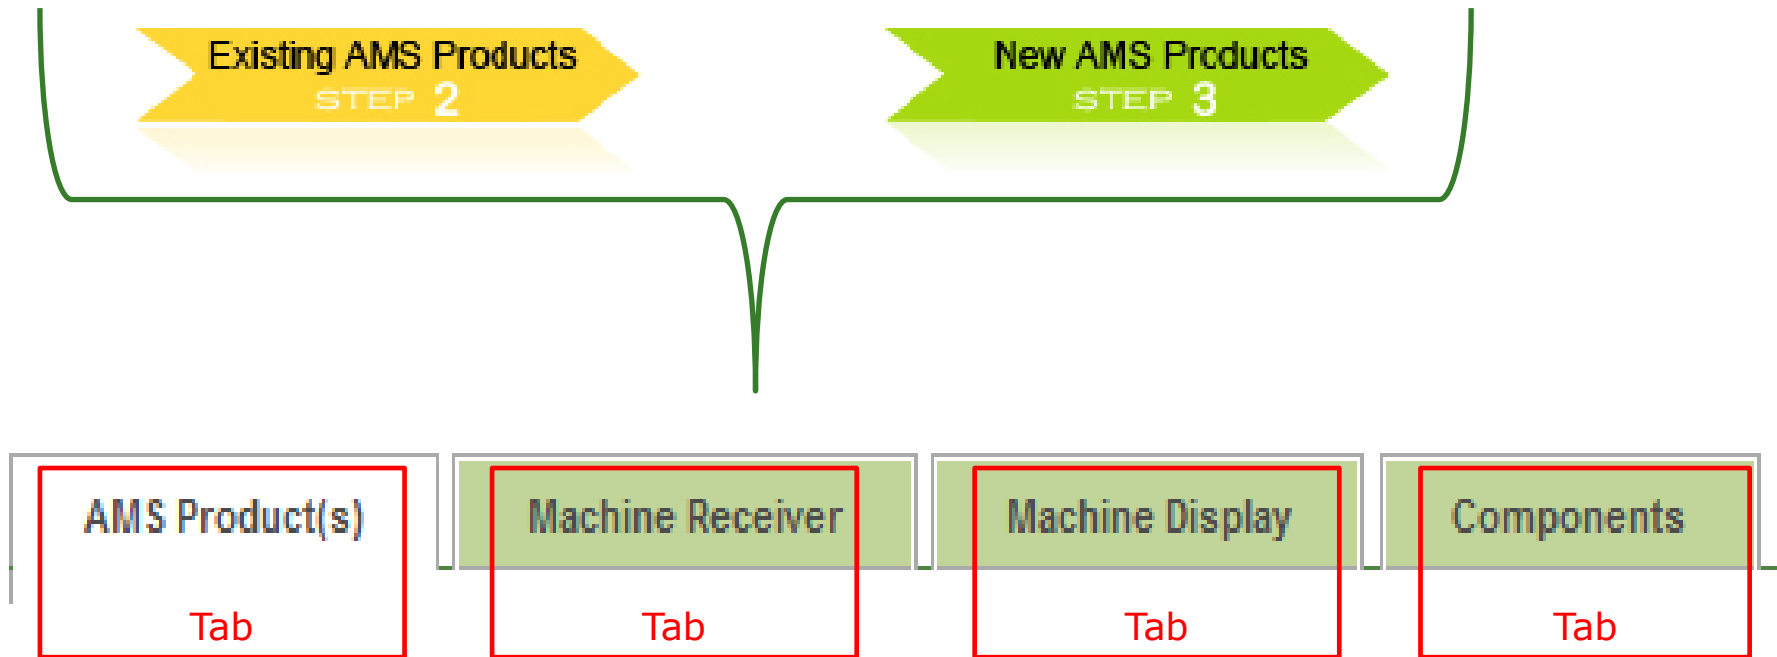 Existing AMS Products
STEP 2
New AMS Products
STEP 3
AMS Product(s)
Machine Receiver
Machine Display
Components
Tab
Tab
Tab
Tab